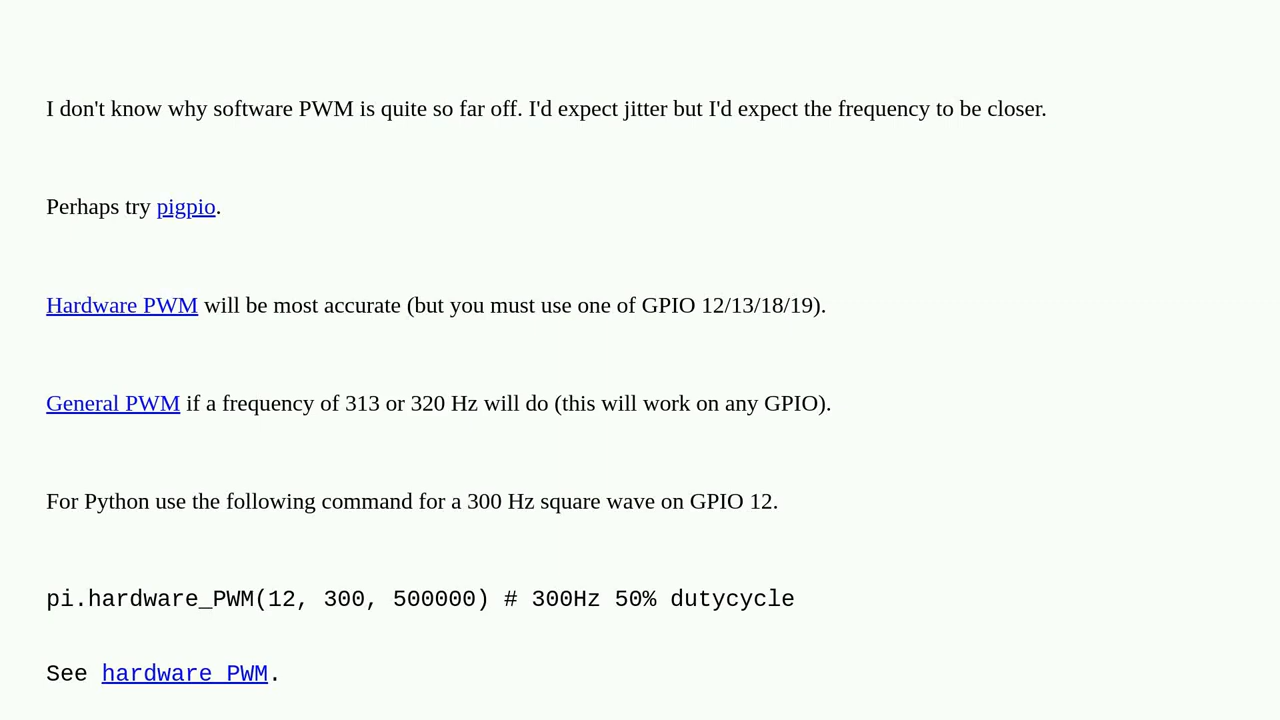 I don't know why software PWM is quite so far off. I'd expect jitter but I'd expect the frequency to be closer.
Perhaps try pigpio.
Hardware PWM will be most accurate (but you must use one of GPIO 12/13/18/19).
General PWM if a frequency of 313 or 320 Hz will do (this will work on any GPIO).
For Python use the following command for a 300 Hz square wave on GPIO 12.
pi.hardware_PWM(12, 300, 500000) # 300Hz 50% dutycycle
See hardware_PWM.